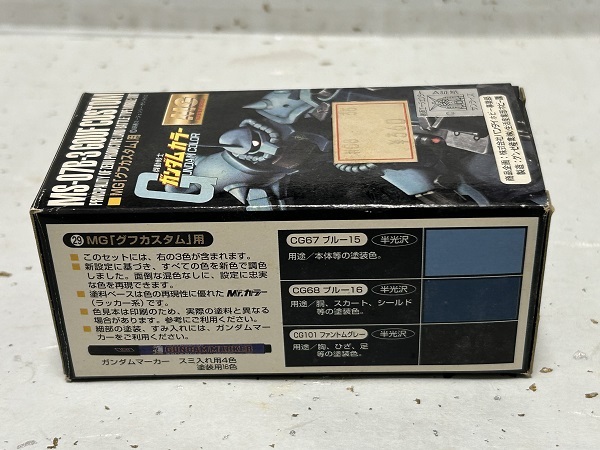 MS-07B-3 GOUF CUSTOM
■MG「グフカスタム」用
ガンダムカラー
GUNDAM COLOR
MG
㉙ MG「グフカスタム」用
■ このセットには、右の3色が含まれます。
■ 新設定に基づき、すべての色を新色で調色
しました。面倒な混色なしに、設定に忠実
な色を再現できます。
■ 塗料ベースは色の再現性に優れた Mr.カラー
(ラッカー系)です。
■ 色見本は印刷のため、実際の塗料と異なる
場合があります。参考にご利用ください。
■ 細部の塗装、すみ入れには、ガンダムマー
カーをご利用ください。
GUNDAM MARKER
ガンダムマーカー スミ入れ用4色
塗装用16色
CG67 ブルー15 半光沢
用途/本体等の塗装色。
CG68 ブルー16 半光沢
用途/胸、スカート、シールド
等の塗装色。
CG101 ファントムグレー 半光沢
用途/胸、ひざ、足
等の塗装色。